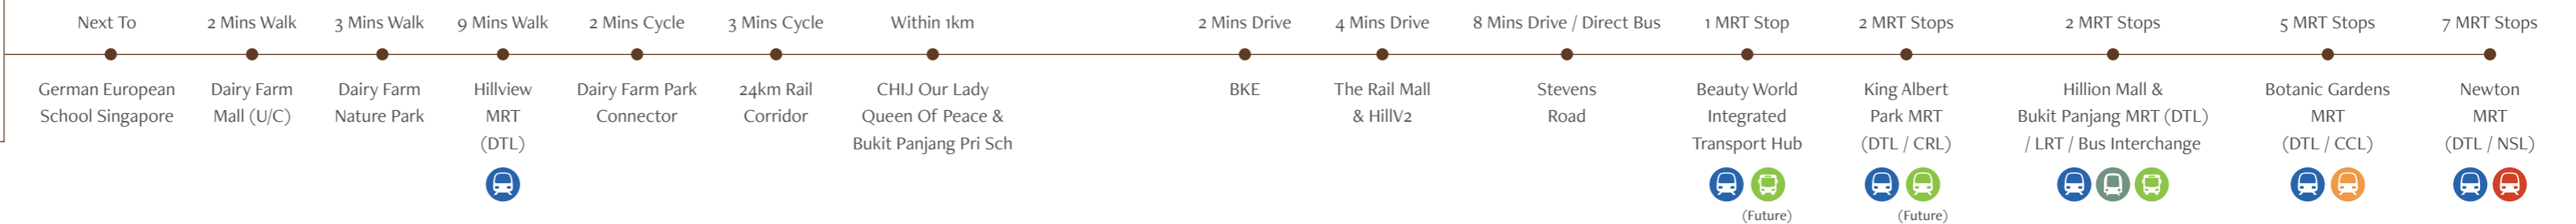 Next To
German European
School Singapore
2 Mins Walk
Dairy Farm
Mall (U/C)
3 Mins Walk
Dairy Farm
Nature Park
9 Mins Walk
Hillview
MRT
(DTL)
2 Mins Cycle
Dairy Farm Park
Connector
3 Mins Cycle
24km Rail
Corridor
Within 1km
CHIJ Our Lady
Queen Of Peace &
Bukit Panjang Pri Sch
2 Mins Drive
BKE
4 Mins Drive
The Rail Mall
& HillV2
8 Mins Drive / Direct Bus
Stevens
Road
1 MRT Stop
Beauty World
Integrated
Transport Hub
(Future)
2 MRT Stops
King Albert
Park MRT
(DTL / CRL)
(Future)
2 MRT Stops
Hillion Mall &
Bukit Panjang MRT (DTL)
/ LRT / Bus Interchange
5 MRT Stops
Botanic Gardens
MRT
(DTL / CCL)
7 MRT Stops
Newton
MRT
(DTL / NSL)